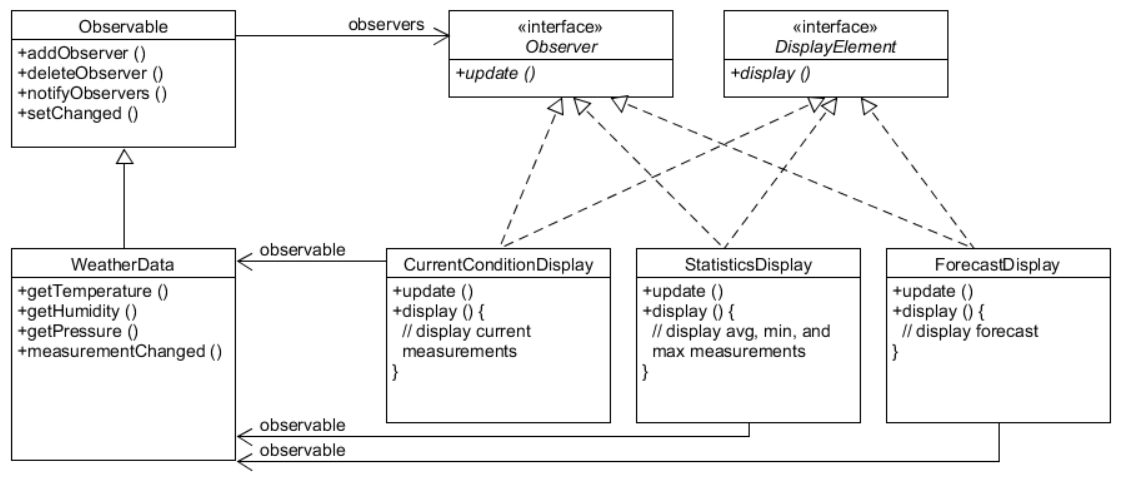 Observable
+addObserver ()
+deleteObserver ()
+notifyObservers ()
+setChanged ()
observers
«interface»
Observer
+update ()
«interface»
DisplayElement
+display ()
WeatherData
+getTemperature ()
+getHumidity ()
+getPressure ()
+measurementChanged ()
observable
CurrentConditionDisplay
+update ()
+display () {
// display current
measurements
}
StatisticsDisplay
+update ()
+display () {
// display avg, min, and
max measurements
}
ForecastDisplay
+update ()
+display () {
// display forecast
}
observable
observable